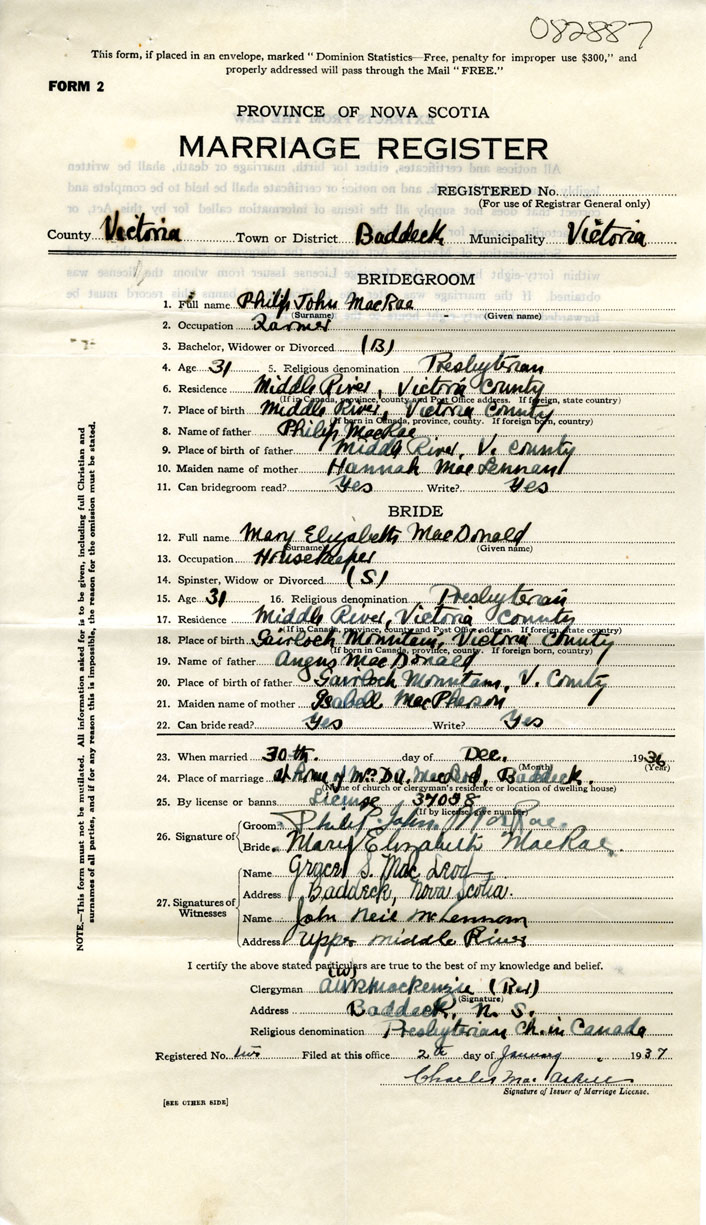 082887
This form, if placed in an envelope, marked "Dominion Statistics—Free, penalty for improper use $300," and
properly addressed will pass through the Mail "FREE."
FORM 2
PROVINCE OF NOVA SCOTIA
MARRIAGE REGISTER
REGISTERED No.
(For use of Registrar General only)
County Victoria Town or District Baddeck Municipality Victoria
BRIDEGROOM
1. Full name Philip John MacRae
(Surname) (Given name)
2. Occupation Farmer
3. Bachelor, Widower or Divorced (B)
4. Age 31 5. Religious denomination Presbyterian
6. Residence Middle River, Victoria County
(If in Canada, province, county and Post Office address. If foreign, state country)
7. Place of birth Middle River, Victoria County
(If born in Canada, province, county. If foreign born, country)
8. Name of father Philip MacRae
9. Place of birth of father Middle River, V. County
10. Maiden name of mother Hannah MacLennan
11. Can bridegroom read? Yes Write? Yes
BRIDE
12. Full name Mary Elizabeth MacDonald
(Surname) (Given name)
13. Occupation Housekeeper
14. Spinster, Widow or Divorced (S)
15. Age 31 16. Religious denomination Presbyterian
17. Residence Middle River, Victoria County
(If in Canada, province, county and Post Office address. If foreign, state country)
18. Place of birth Gairloch Mountain, Victoria County
(If born in Canada, province, county. If foreign born, country)
19. Name of father Angus MacDonald
20. Place of birth of father Gairloch Mountain, V. County
21. Maiden name of mother Isabell MacPherson
22. Can bride read? Yes Write? Yes
23. When married 30th. day of Dec. 1936
(Month) (Year)
24. Place of marriage at home of Mr. D. A. MacLeod, Baddeck.
(Name of church or clergyman's residence or location of dwelling house)
25. By license or banns License 37098
(If by license, give number)
26. Signature of
Groom Philip John MacRae
Bride Mary Elizabeth MacRae
27. Signatures of Witnesses
Name Grace S. MacLeod
Address Baddeck, Nova Scotia.
Name John Neil McLennan
Address Upper Middle River
I certify the above stated particulars are true to the best of my knowledge and belief.
(W)
Clergyman AWRMackenzie (Rev)
(Signature)
Address Baddeck, N. S.
Religious denomination Presbyterian Ch. in Canada
Registered No. two Filed at this office 2th day of January, 1937
Charles MacAskill
Signature of Issuer of Marriage License.
[SEE OTHER SIDE]
NOTE.—This form must not be mutilated. All information asked for is to be given, including full Christian and
surnames of all parties, and if for any reason this is impossible, the reason for the omission must be stated.